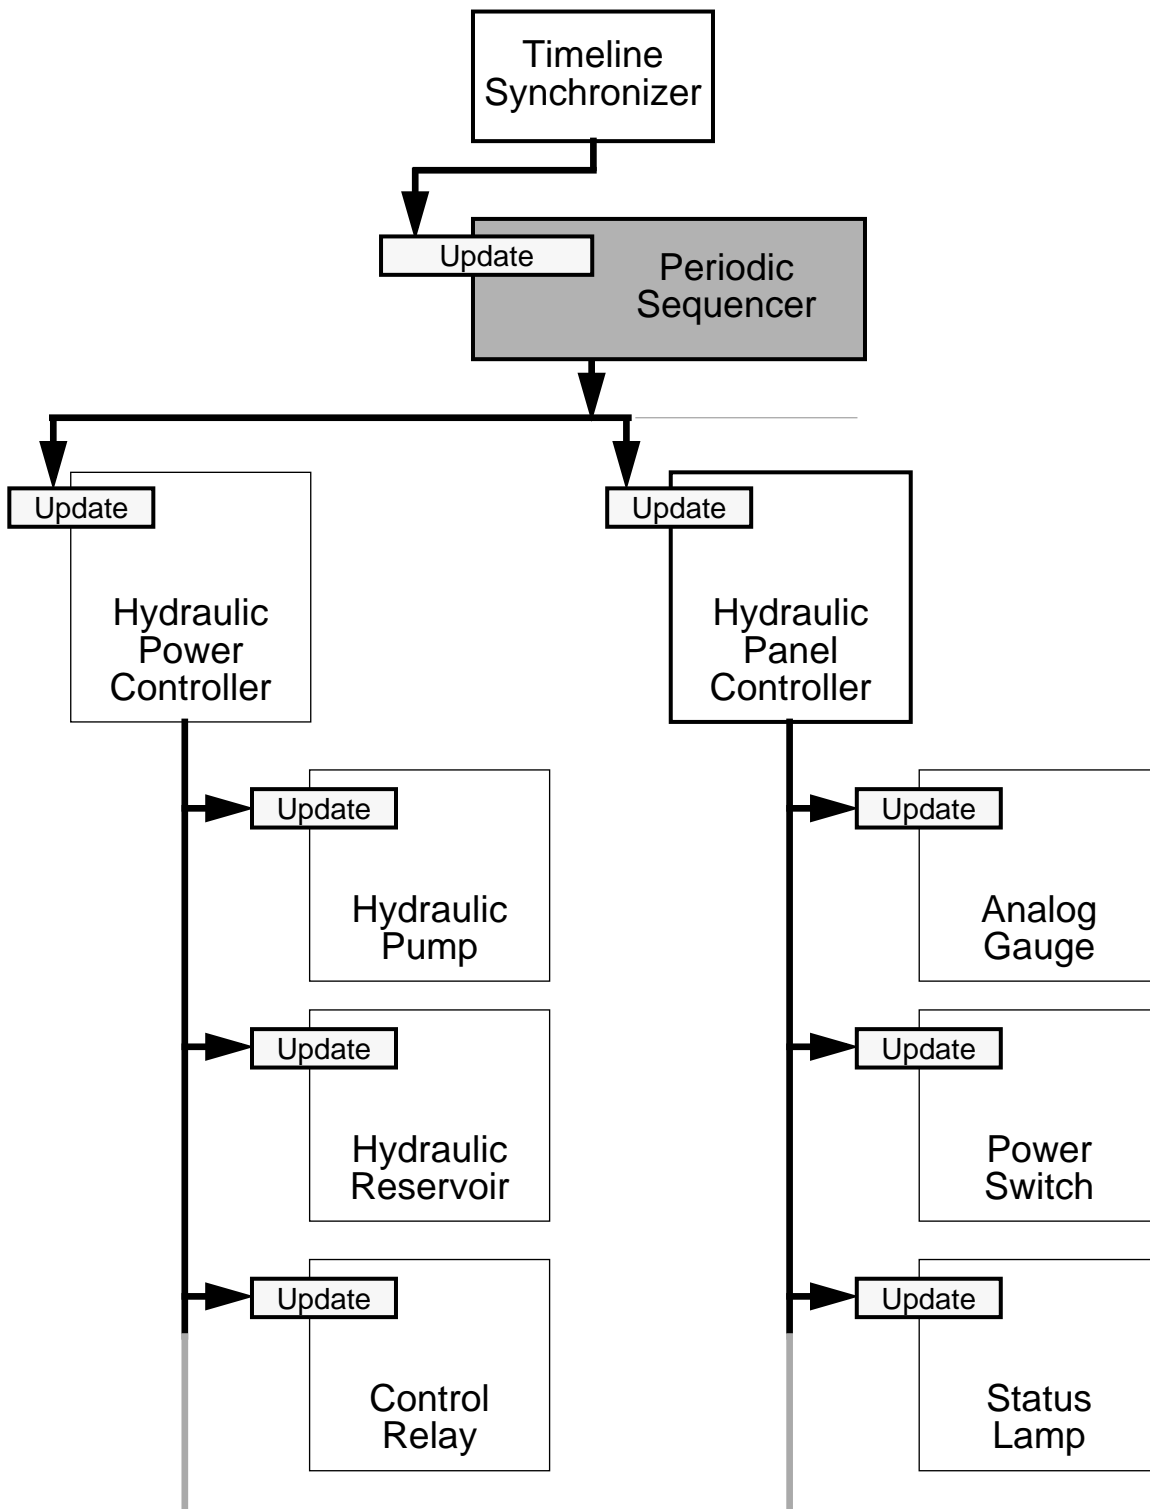 Timeline
Synchronizer
Update
Periodic
Sequencer
Update
Hydraulic
Power
Controller
Update
Hydraulic
Panel
Controller
Update
Hydraulic
Pump
Update
Analog
Gauge
Update
Hydraulic
Reservoir
Update
Power
Switch
Update
Control
Relay
Update
Status
Lamp